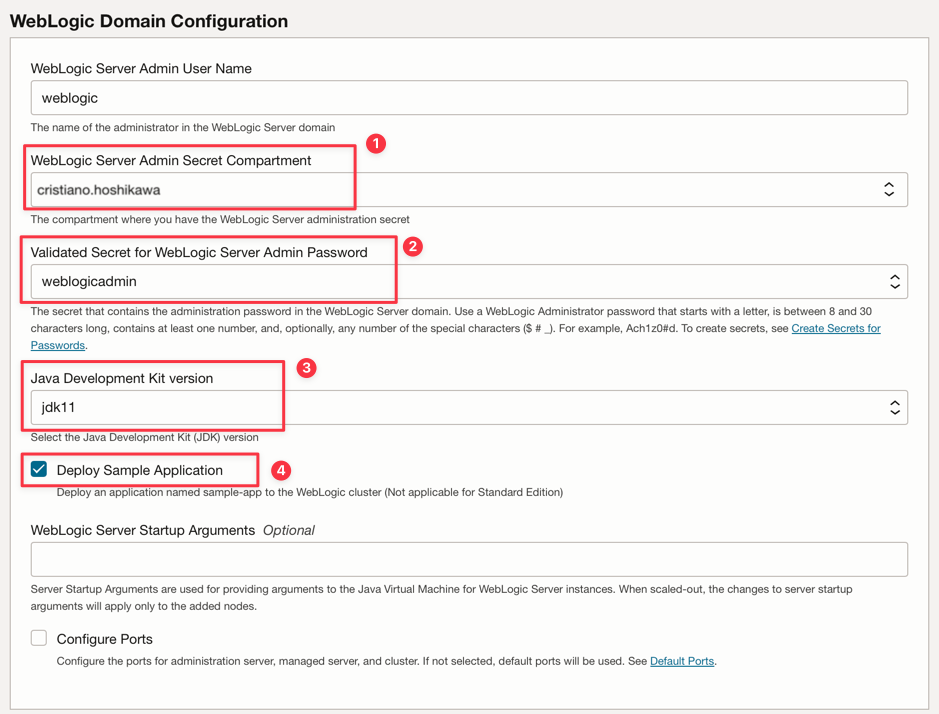 WebLogic Domain Configuration
WebLogic Server Admin User Name
weblogic
The name of the administrator in the WebLogic Server domain
1
WebLogic Server Admin Secret Compartment
cristiano.hoshikawa
The compartment where you have the WebLogic Server administration secret
2
Validated Secret for WebLogic Server Admin Password
weblogicadmin
The secret that contains the administration password in the WebLogic Server domain. Use a WebLogic Administrator password that starts with a letter, is between 8 and 30
characters long, contains at least one number, and, optionally, any number of the special characters ($ # _). For example, Ach1z0#d. To create secrets, see Create Secrets for
Passwords.
3
Java Development Kit version
jdk11
Select the Java Development Kit (JDK) version
Deploy Sample Application
4
Deploy an application named sample-app to the WebLogic cluster (Not applicable for Standard Edition)
WebLogic Server Startup Arguments Optional
Server Startup Arguments are used for providing arguments to the Java Virtual Machine for WebLogic Server instances. When scaled-out, the changes to server startup
arguments will apply only to the added nodes.
Configure Ports
Configure the ports for administration server, managed server, and cluster. If not selected, default ports will be used. See Default Ports.